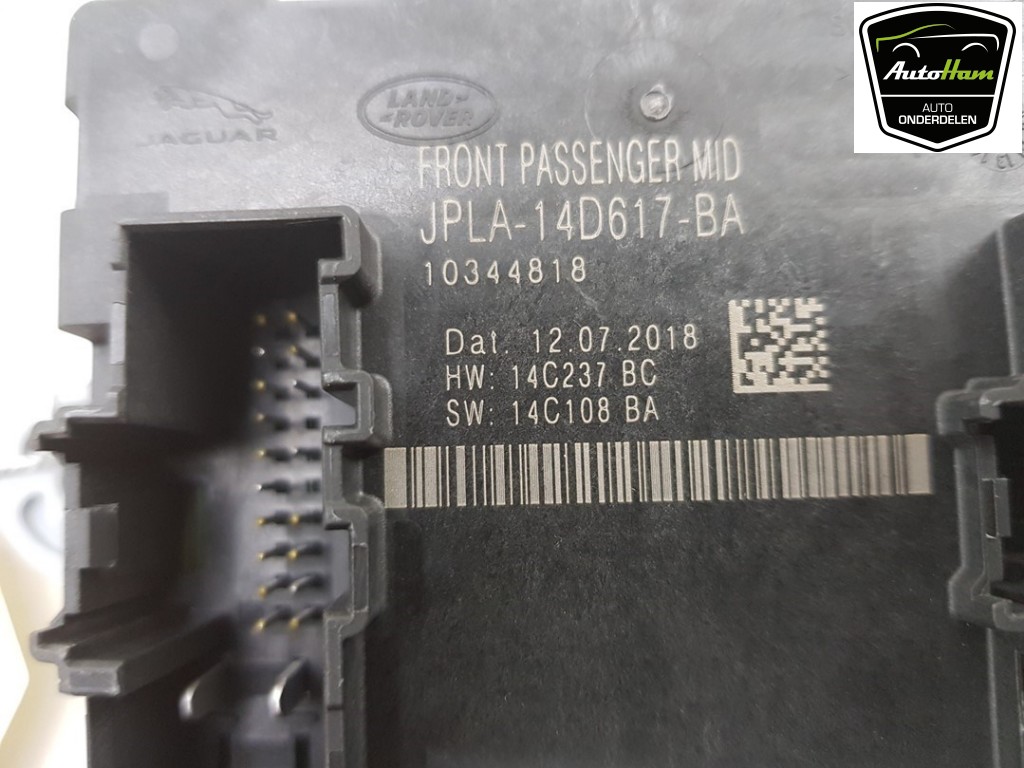 JAGUAR
LAND-
-ROVER
AutoHam
AUTO
ONDERDELEN
FRONT PASSENGER MID
JPLA-14D617-BA
10344818
Dat. 12.07.2018
HW: 14C237 BC
SW: 14C108 BA